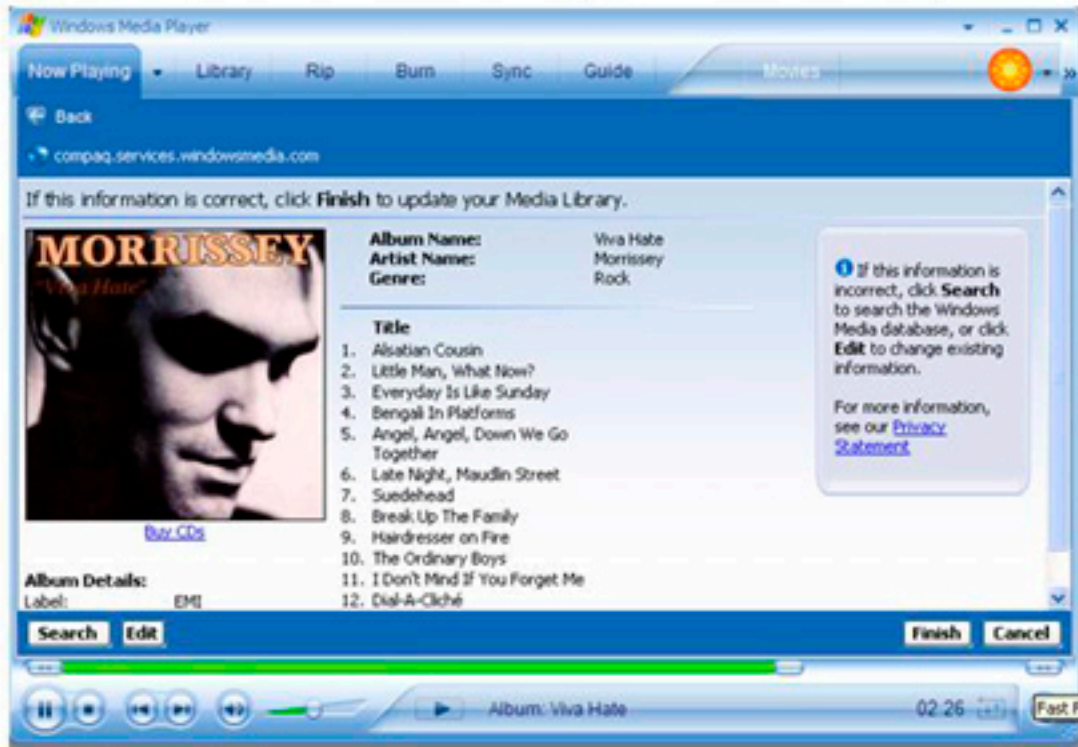 Windows Media Player
Now Playing Library Rip Burn Sync Guide Movies
Back
compaq.services.windowsmedia.com
If this information is correct, click Finish to update your Media Library.
MORRISSEY
"Viva Hate"
Buy CDs
Album Details:
Label: EMI
Album Name: Viva Hate
Artist Name: Morrissey
Genre: Rock
Title
1. Alsatian Cousin
2. Little Man, What Now?
3. Everyday Is Like Sunday
4. Bengali In Platforms
5. Angel, Angel, Down We Go
Together
6. Late Night, Maudlin Street
7. Suedehead
8. Break Up The Family
9. Hairdresser on Fire
10. The Ordinary Boys
11. I Don't Mind If You Forget Me
12. Dial-A-Cliché
If this information is
incorrect, click Search
to search the Windows
Media database, or click
Edit to change existing
information.
For more information,
see our Privacy
Statement
Search Edit Finish Cancel
Album: Viva Hate 02:26
Fast F